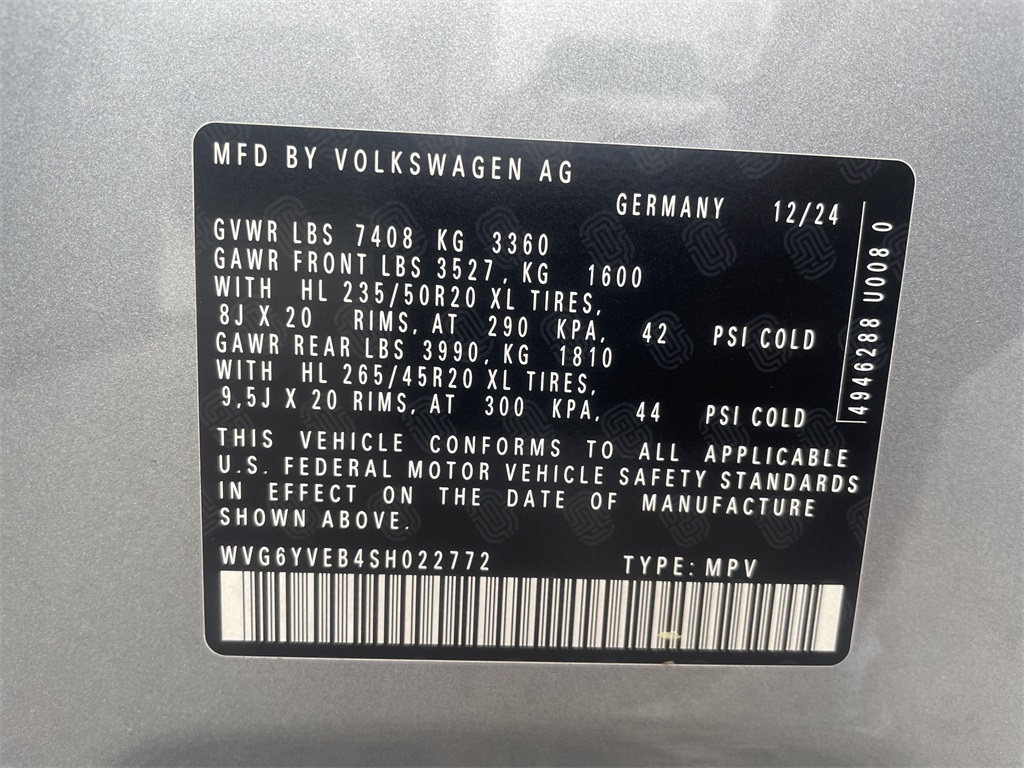 MFD BY VOLKSWAGEN AG
GERMANY 12/24
GVWR LBS 7408 KG 3360
GAWR FRONT LBS 3527, KG 1600
WITH HL 235/50R20 XL TIRES,
8J X 20 RIMS, AT 290 KPA, 42 PSI COLD
GAWR REAR LBS 3990, KG 1810
WITH HL 265/45R20 XL TIRES,
9,5J X 20 RIMS, AT 300 KPA, 44 PSI COLD
THIS VEHICLE CONFORMS TO ALL APPLICABLE
U.S. FEDERAL MOTOR VEHICLE SAFETY STANDARDS
IN EFFECT ON THE DATE OF MANUFACTURE
SHOWN ABOVE.
WVG6YVEB4SH022772 TYPE: MPV
4946288 U008 0